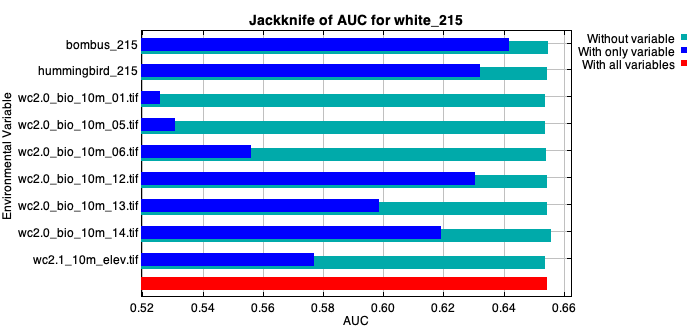 Jackknife of AUC for white_215
Without variable
With only variable
With all variables
Environmental Variable
bombus_215
hummingbird_215
wc2.0_bio_10m_01.tif
wc2.0_bio_10m_05.tif
wc2.0_bio_10m_06.tif
wc2.0_bio_10m_12.tif
wc2.0_bio_10m_13.tif
wc2.0_bio_10m_14.tif
wc2.1_10m_elev.tif
0.52 0.54 0.56 0.58 0.60 0.62 0.64 0.66
AUC